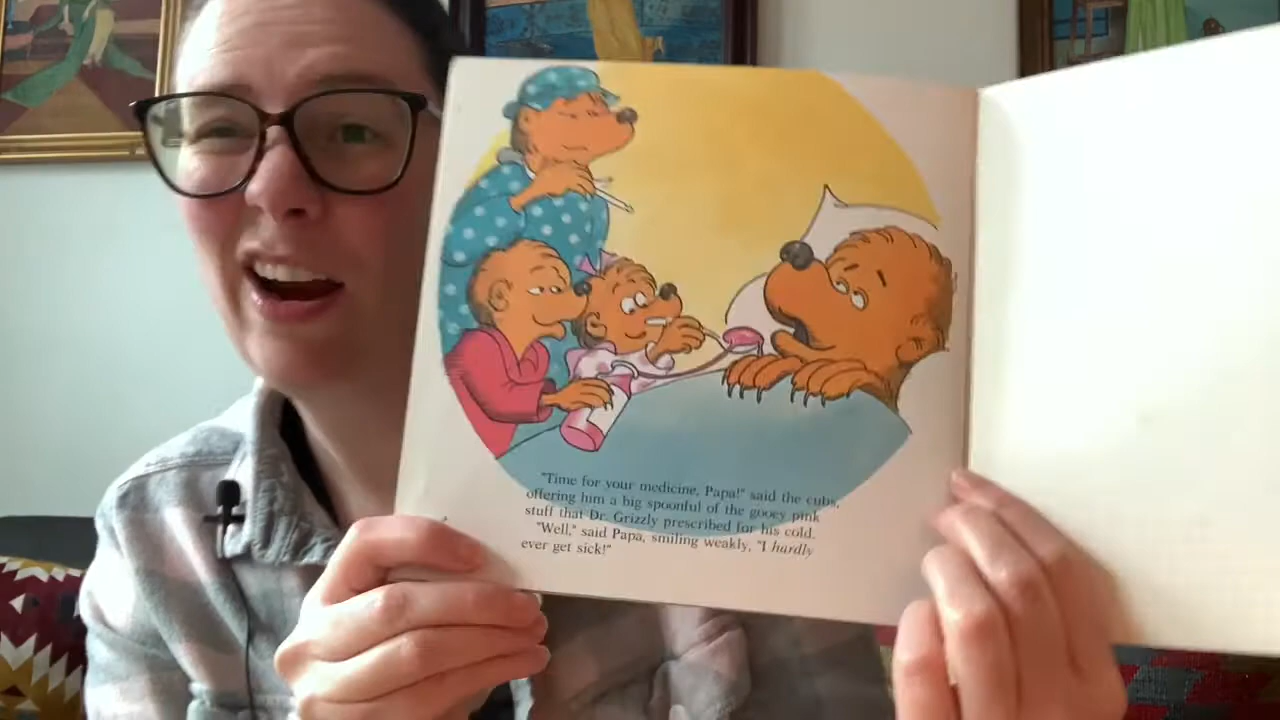 "Time for your medicine, Papa!" said the cubs,
offering him a big spoonful of the gooey pink
stuff that Dr. Grizzly prescribed for his cold.
"Well," said Papa, smiling weakly, "I hardly
ever get sick!"